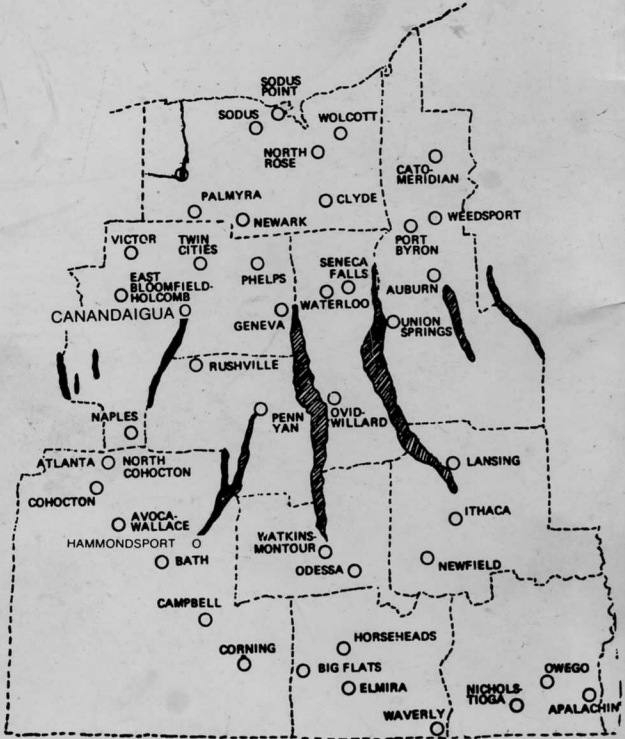 SODUS
POINT
SODUS
WOLCOTT
NORTH
ROSE
CATO-
MERIDIAN
PALMYRA
CLYDE
NEWARK
WEEDSPORT
PORT
BYRON
VICTOR
TWIN
CITIES
PHELPS
SENECA
FALLS
WATERLOO
AUBURN
EAST
BLOOMFIELD-
HOLCOMB
CANANDAIGUA
GENEVA
UNION
SPRINGS
RUSHVILLE
PENN
YAN
OVID-
WILLARD
NAPLES
ATLANTA
NORTH
COHOCTON
LANSING
COHOCTON
AVOCA-
WALLACE
ITHACA
HAMMONDSPORT
BATH
WATKINS-
MONTOUR
ODESSA
NEWFIELD
CAMPBELL
CORNING
HORSEHEADS
BIG FLATS
ELMIRA
WAVERLY
NICHOLS-
TIOGA
OWEGO
APALACHIN